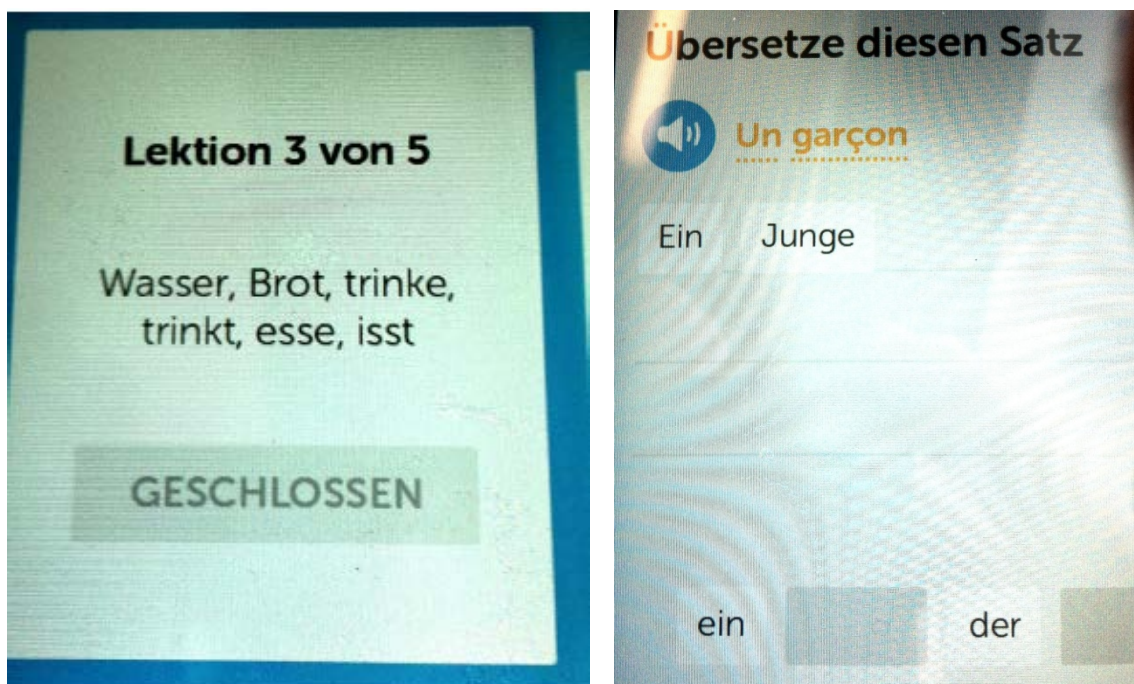 Lektion 3 von 5
Wasser, Brot, trinke,
trinkt, esse, isst
GESCHLOSSEN
Übersetze diesen Satz
Un garçon
Ein Junge
ein der